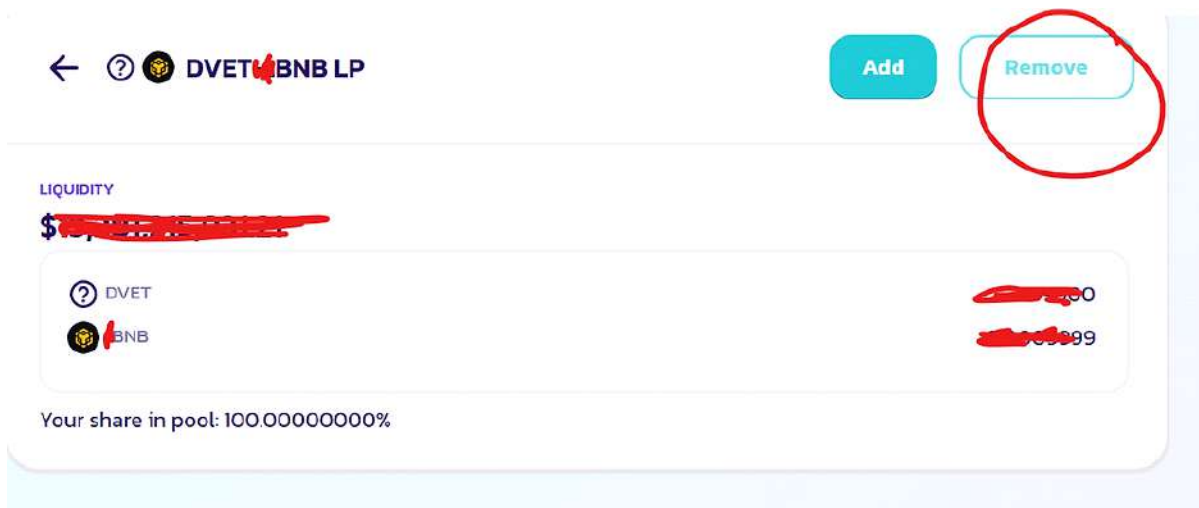 DVET BNB LP
Add
Remove
LIQUIDITY
$
DVET
BNB
Your share in pool: 100.00000000%